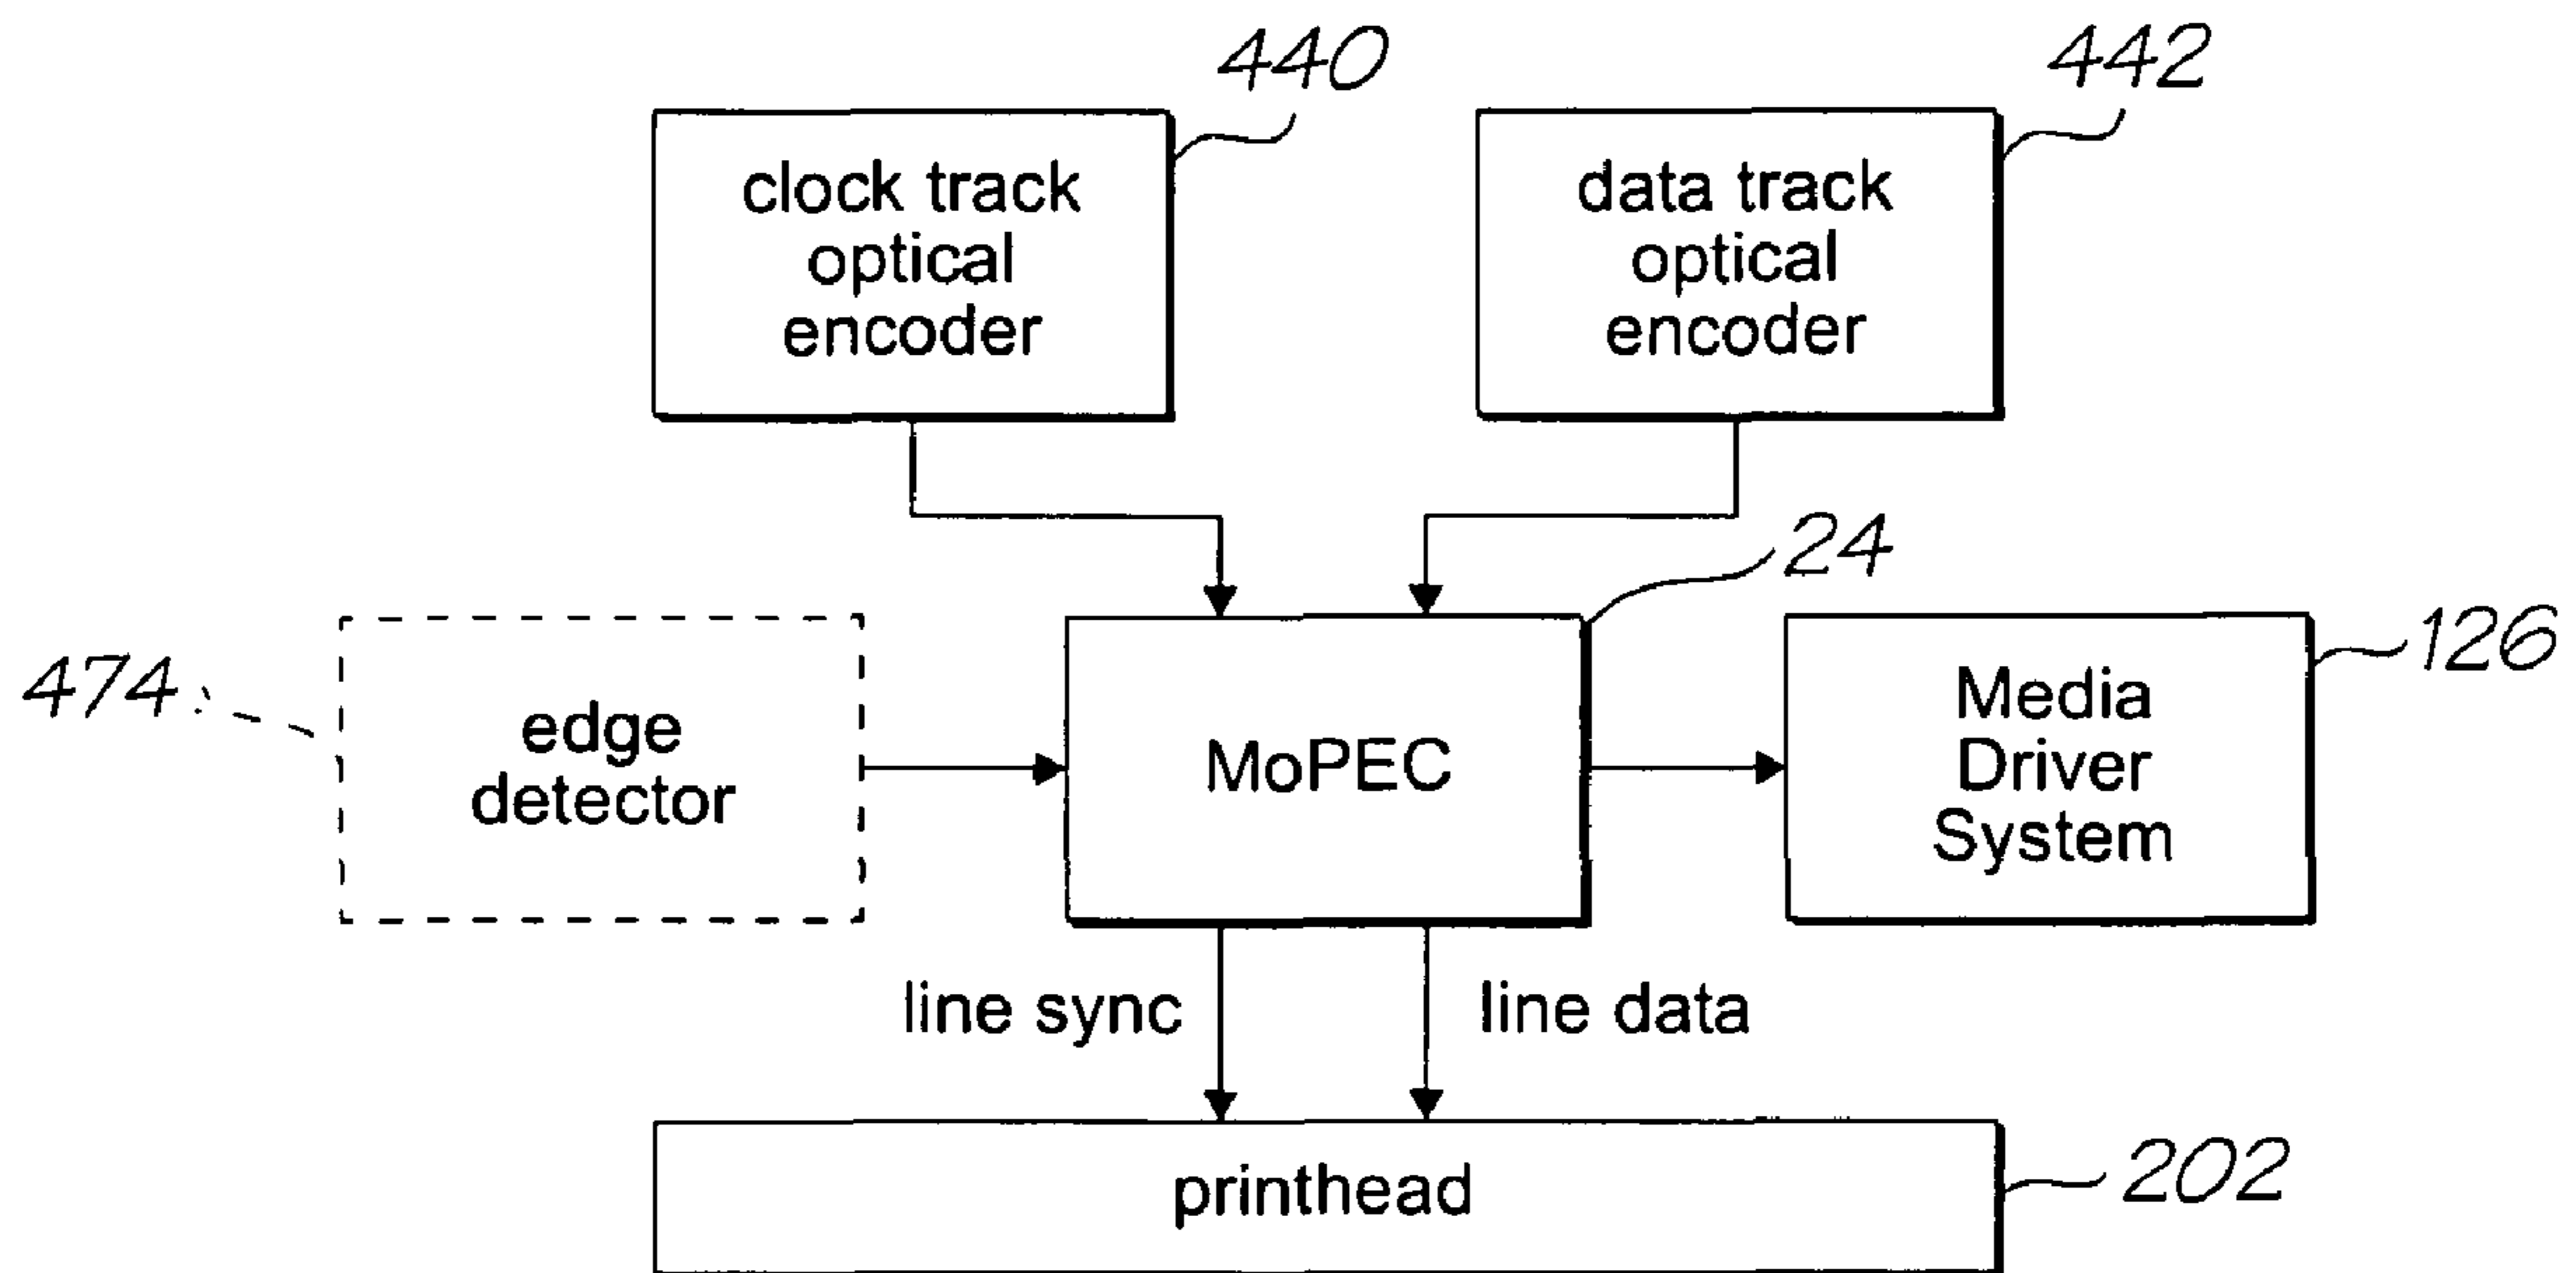 440
442
clock track
optical
encoder
data track
optical
encoder
24
126
474
edge
detector
MoPEC
Media
Driver
System
line sync
line data
printhead
202